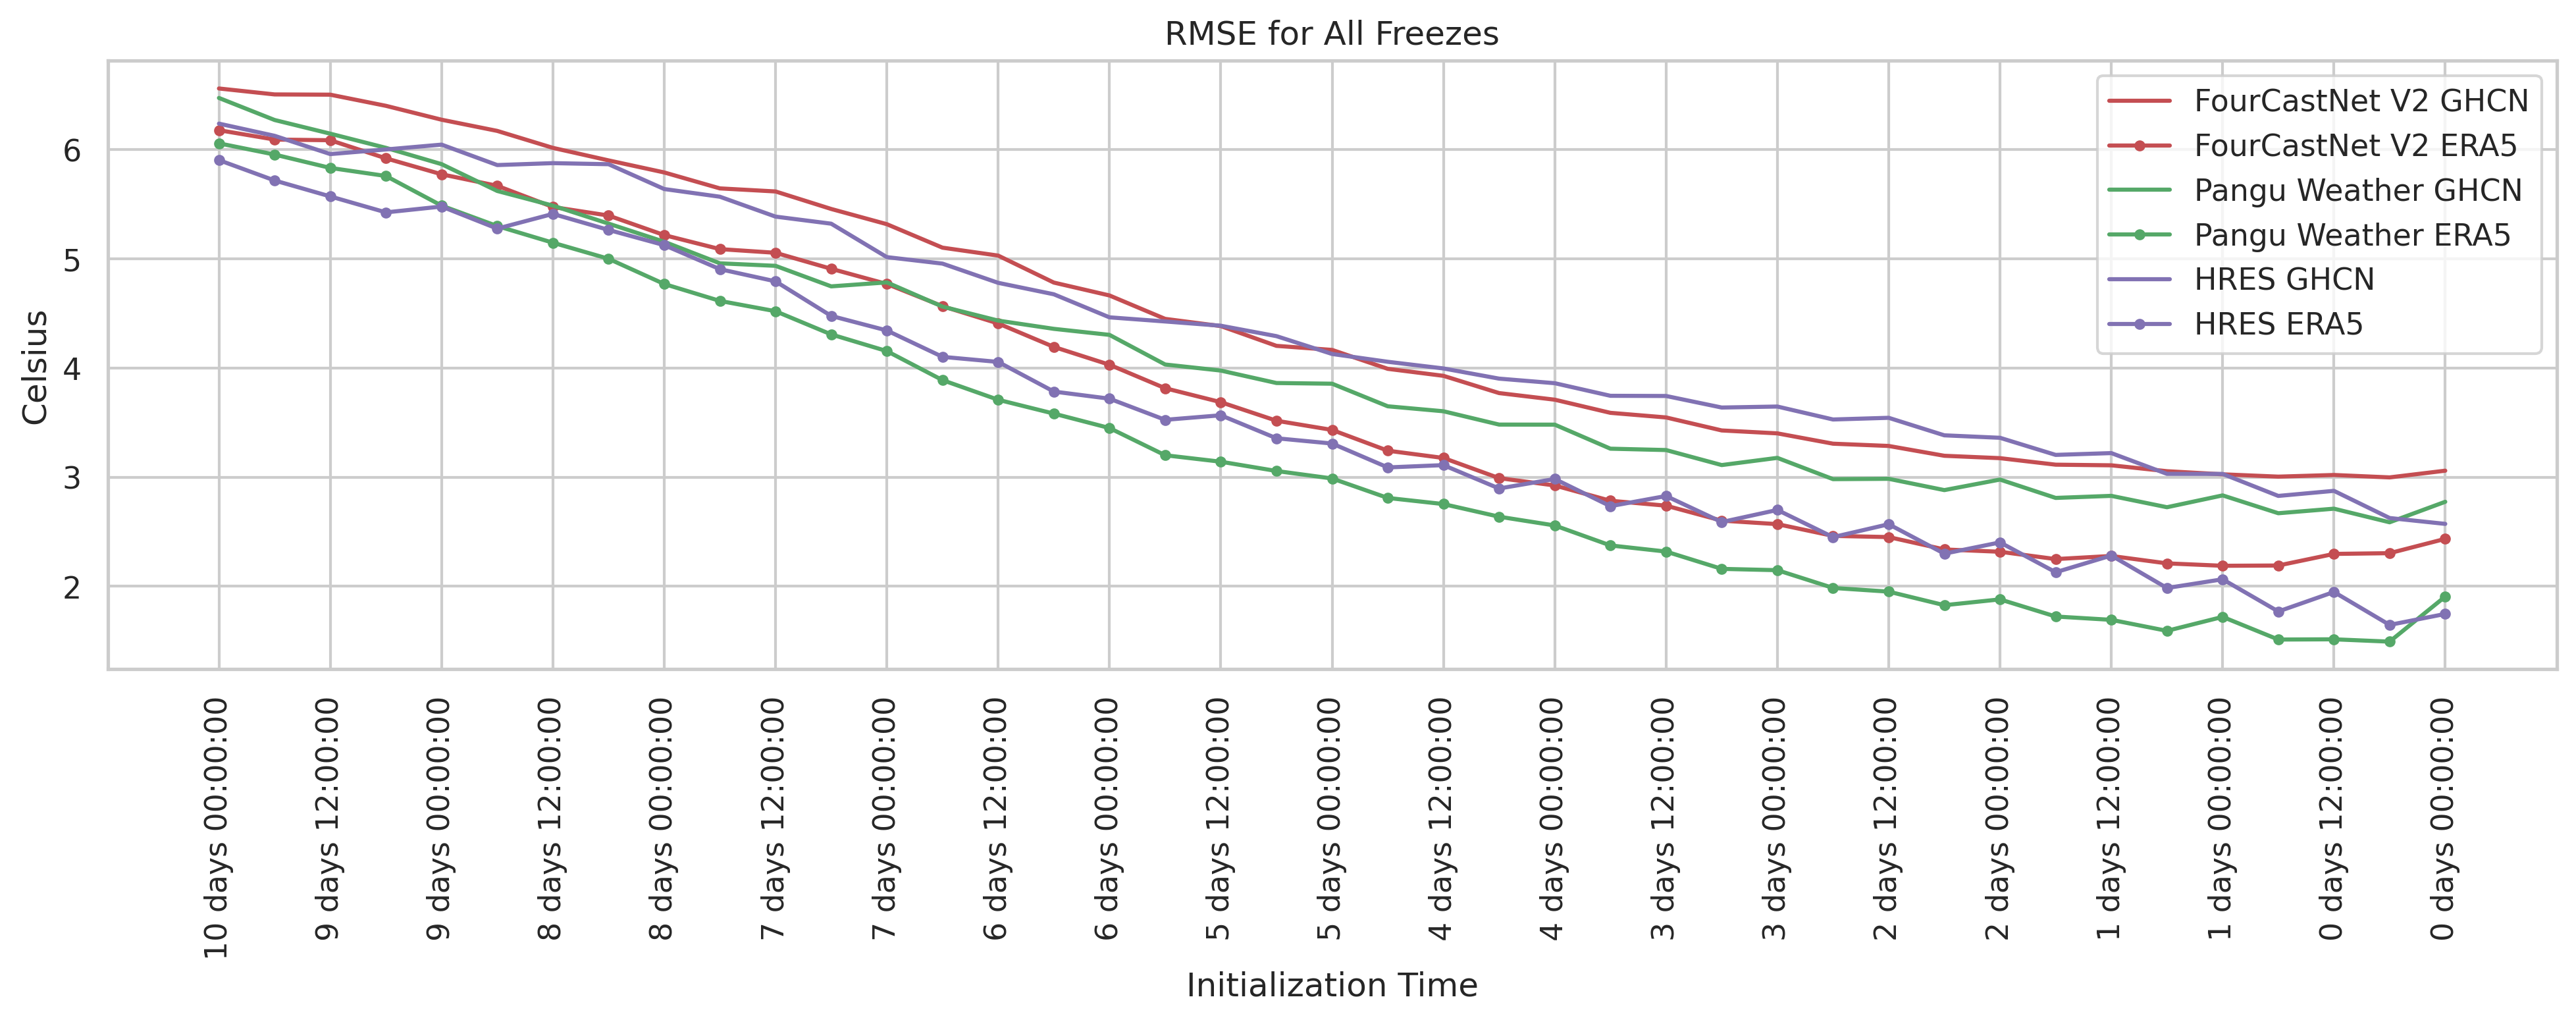 RMSE for All Freezes
FourCastNet V2 GHCN
FourCastNet V2 ERA5
Pangu Weather GHCN
Pangu Weather ERA5
HRES GHCN
HRES ERA5
Celsius
6
5
4
3
2
10 days 00:00:00
9 days 12:00:00
9 days 00:00:00
8 days 12:00:00
8 days 00:00:00
7 days 12:00:00
7 days 00:00:00
6 days 12:00:00
6 days 00:00:00
5 days 12:00:00
5 days 00:00:00
4 days 12:00:00
4 days 00:00:00
3 days 12:00:00
3 days 00:00:00
2 days 12:00:00
2 days 00:00:00
1 days 12:00:00
1 days 00:00:00
0 days 12:00:00
0 days 00:00:00
Initialization Time